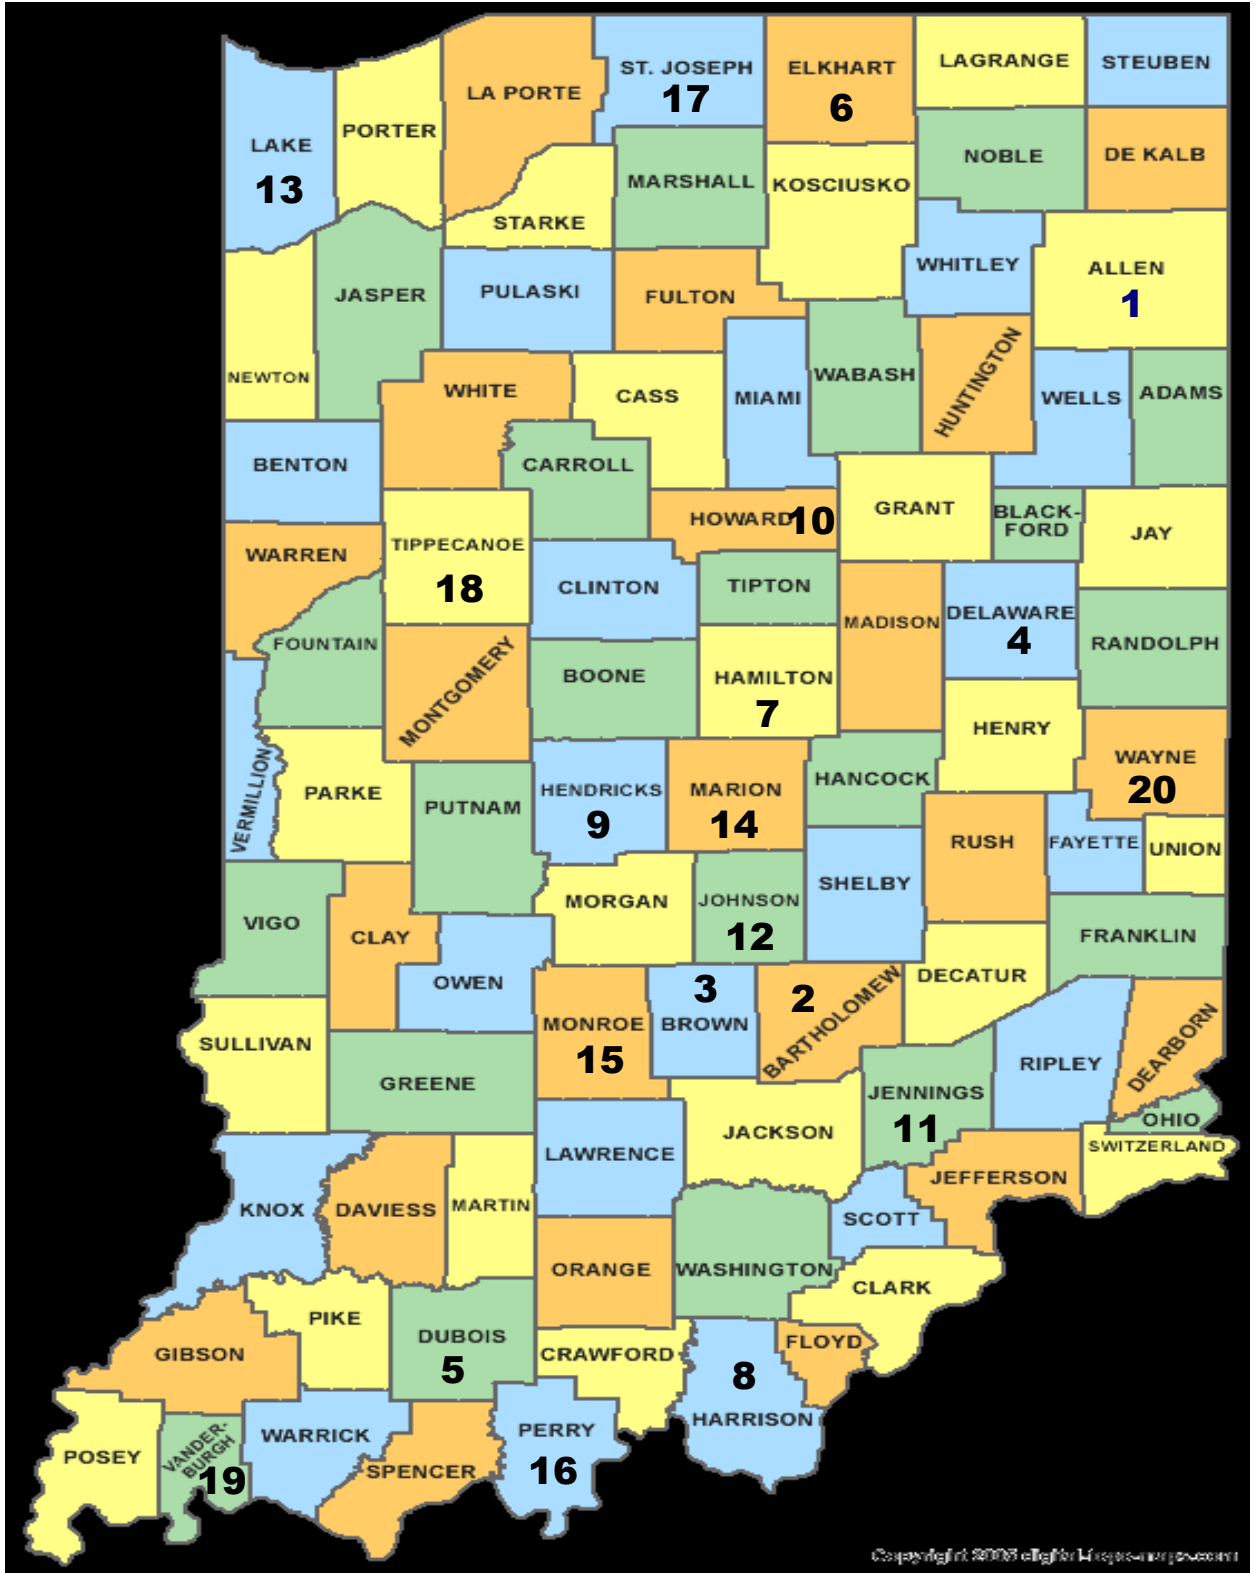 LAGRANGE
STEUBEN
ST. JOSEPH
17
ELKHART
6
LA PORTE
PORTER
LAKE
13
NOBLE
DE KALB
MARSHALL
KOSCIUSKO
STARKE
WHITLEY
ALLEN
1
JASPER
PULASKI
FULTON
NEWTON
WHITE
CASS
MIAMI
WABASH
HUNTINGTON
WELLS
ADAMS
BENTON
CARROLL
GRANT
HOWARD
10
BLACK-
FORD
JAY
WARREN
TIPPECANOE
18
CLINTON
TIPTON
MADISON
DELAWARE
4
RANDOLPH
FOUNTAIN
MONTGOMERY
BOONE
HAMILTON
7
HENRY
WAYNE
20
VERMILLION
PARKE
PUTNAM
HENDRICKS
9
MARION
14
HANCOCK
RUSH
FAYETTE
UNION
SHELBY
MORGAN
JOHNSON
12
VIGO
CLAY
OWEN
FRANKLIN
DECATUR
MONROE
15
3
BROWN
2
BARTHOLOMEW
SULLIVAN
GREENE
RIPLEY
DEARBORN
JENNINGS
11
OHIO
SWITZERLAND
JACKSON
LAWRENCE
JEFFERSON
KNOX
DAVIESS
MARTIN
SCOTT
ORANGE
WASHINGTON
CLARK
PIKE
DUBOIS
5
GIBSON
CRAWFORD
FLOYD
8
HARRISON
POSEY
VANDER-
BURGH
19
WARRICK
SPENCER
PERRY
16
Copyright 2005 digital-topo-maps.com